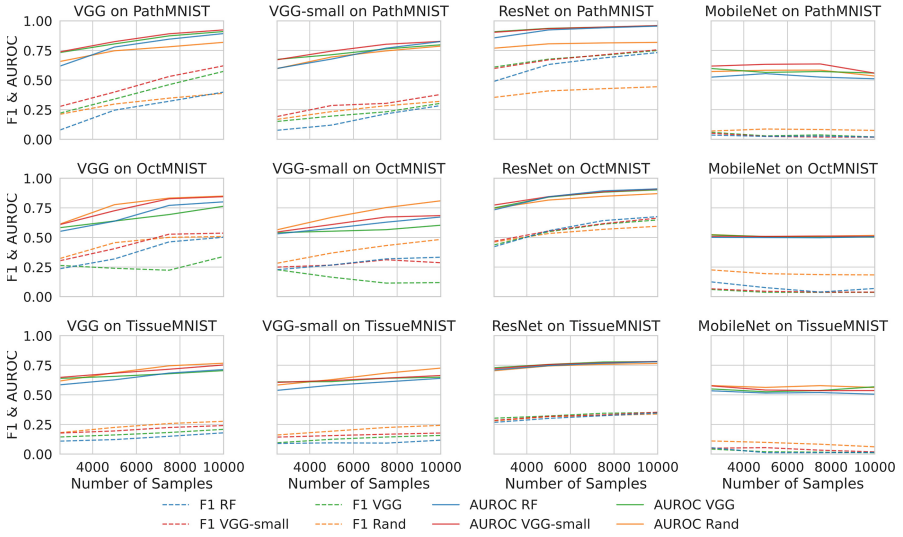 VGG on PathMNIST VGG-small on PathMNIST ResNet on PathMNIST MobileNet on PathMNIST
1.00
0.75
0.50
0.25
0.00
F1 & AUROC
VGG on OctMNIST VGG-small on OctMNIST ResNet on OctMNIST MobileNet on OctMNIST
1.00
0.75
0.50
0.25
0.00
F1 & AUROC
VGG on TissueMNIST VGG-small on TissueMNIST ResNet on TissueMNIST MobileNet on TissueMNIST
1.00
0.75
0.50
0.25
0.00
F1 & AUROC
4000 6000 8000 10000 4000 6000 8000 10000 4000 6000 8000 10000 4000 6000 8000 10000
Number of Samples Number of Samples Number of Samples Number of Samples
F1 RF F1 VGG AUROC RF AUROC VGG
F1 VGG-small F1 Rand AUROC VGG-small AUROC Rand